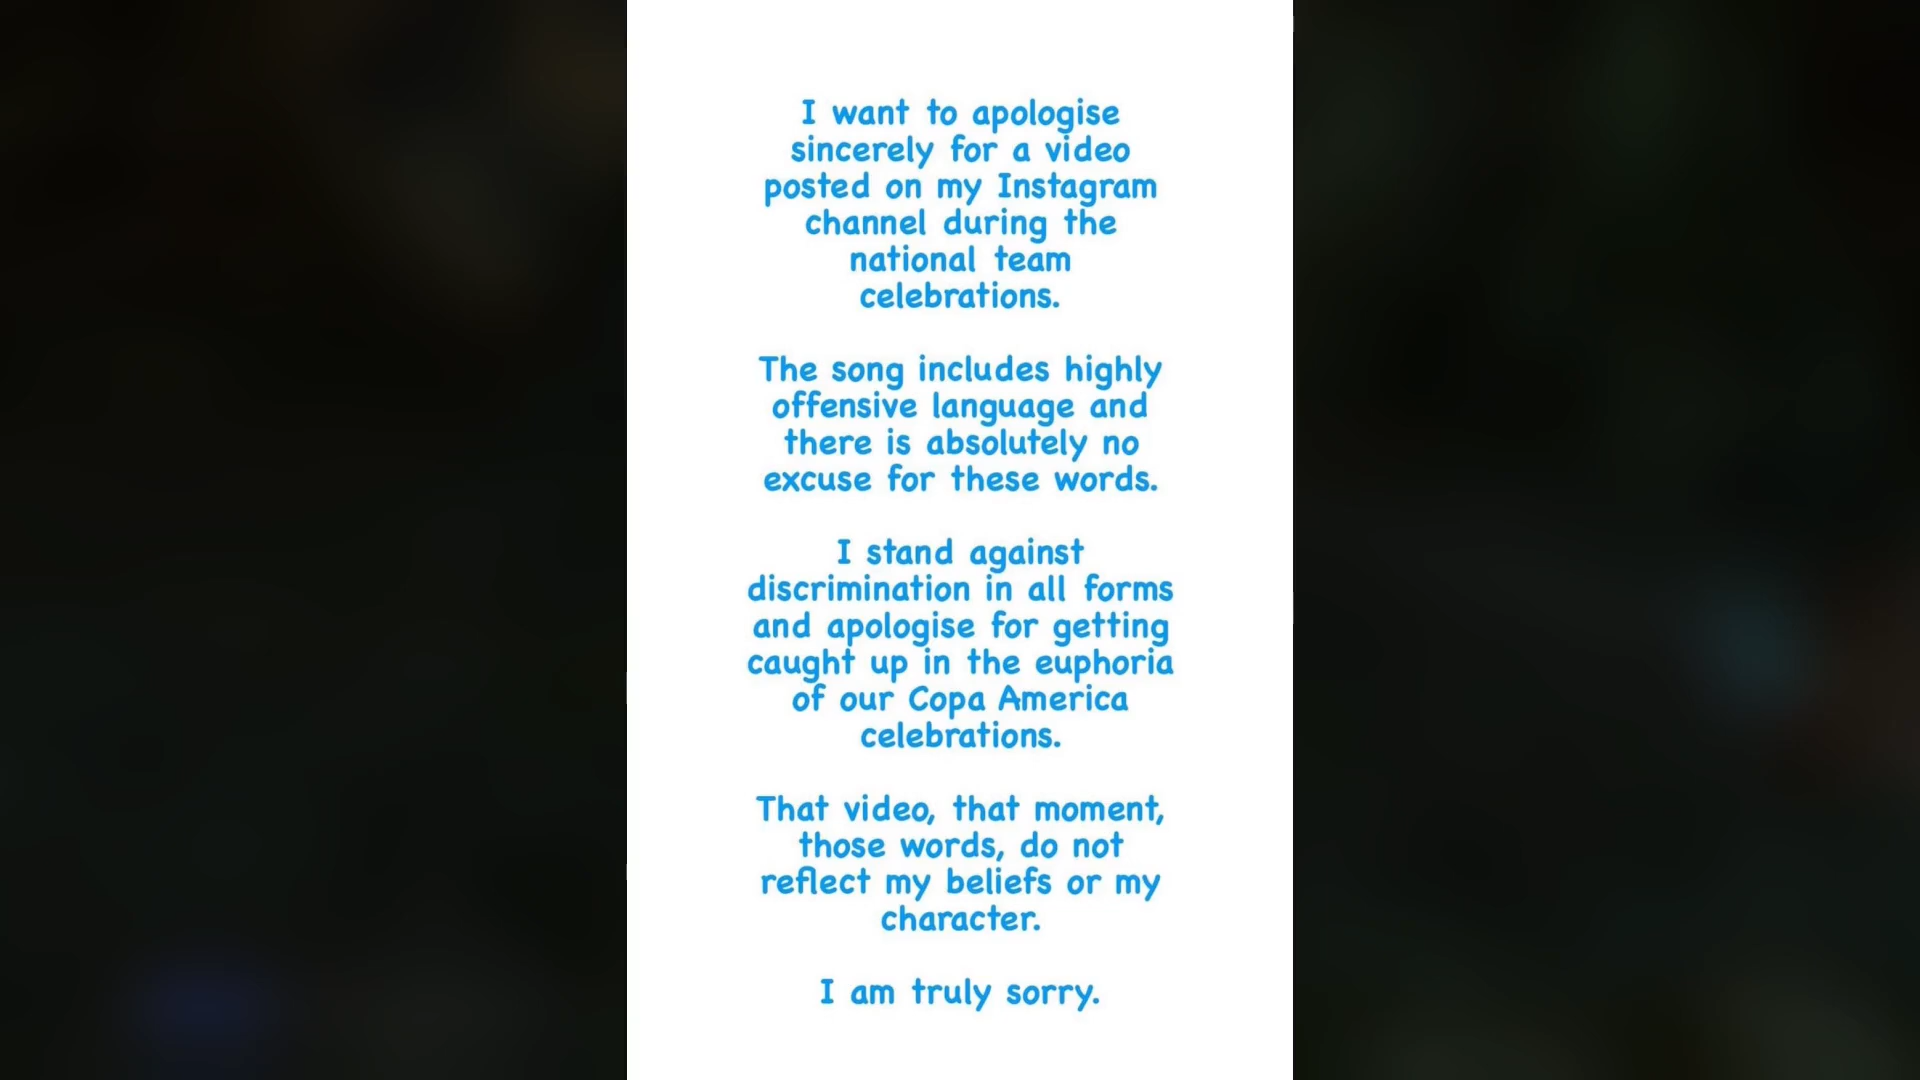 I want to apologise
sincerely for a video
posted on my Instagram
channel during the
national team
celebrations.
The song includes highly
offensive language and
there is absolutely no
excuse for these words.
I stand against
discrimination in all forms
and apologise for getting
caught up in the euphoria
of our Copa America
celebrations.
That video, that moment,
those words, do not
reflect my beliefs or my
character.
I am truly sorry.